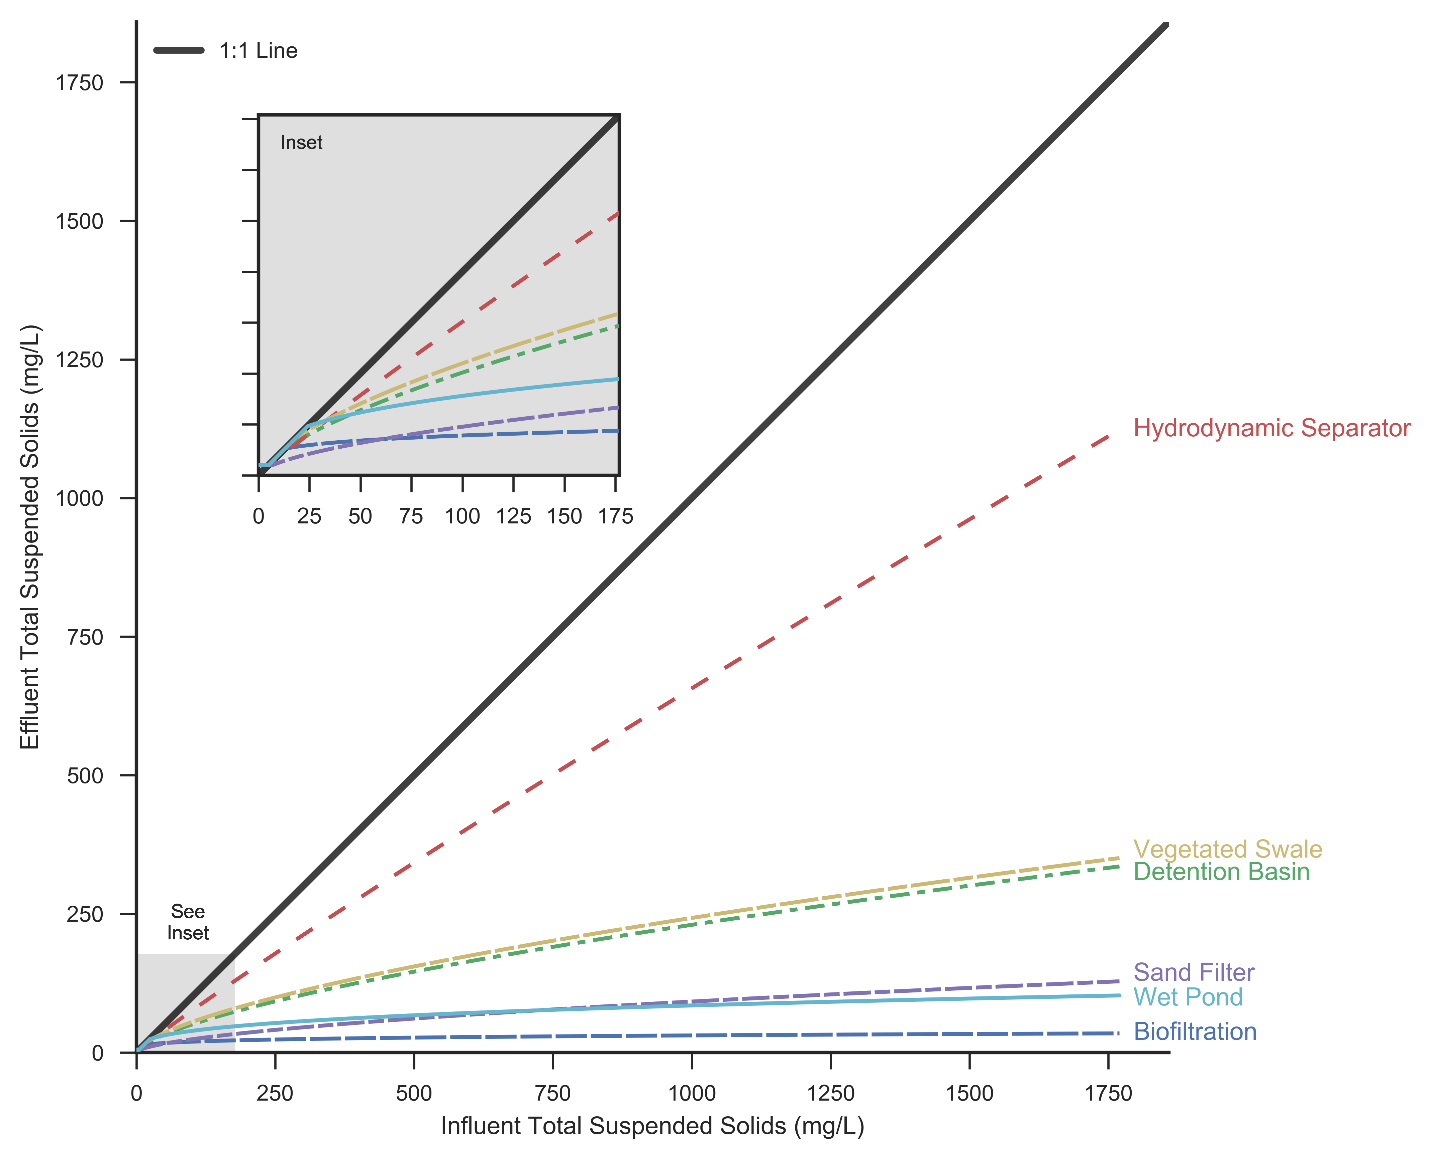 1:1 Line
Inset
0 25 50 75 100 125 150 175
See
Inset
Hydrodynamic Separator
Vegetated Swale
Detention Basin
Sand Filter
Wet Pond
Biofiltration
Effluent Total Suspended Solids (mg/L)
1750
1500
1250
1000
750
500
250
0
0 250 500 750 1000 1250 1500 1750
Influent Total Suspended Solids (mg/L)